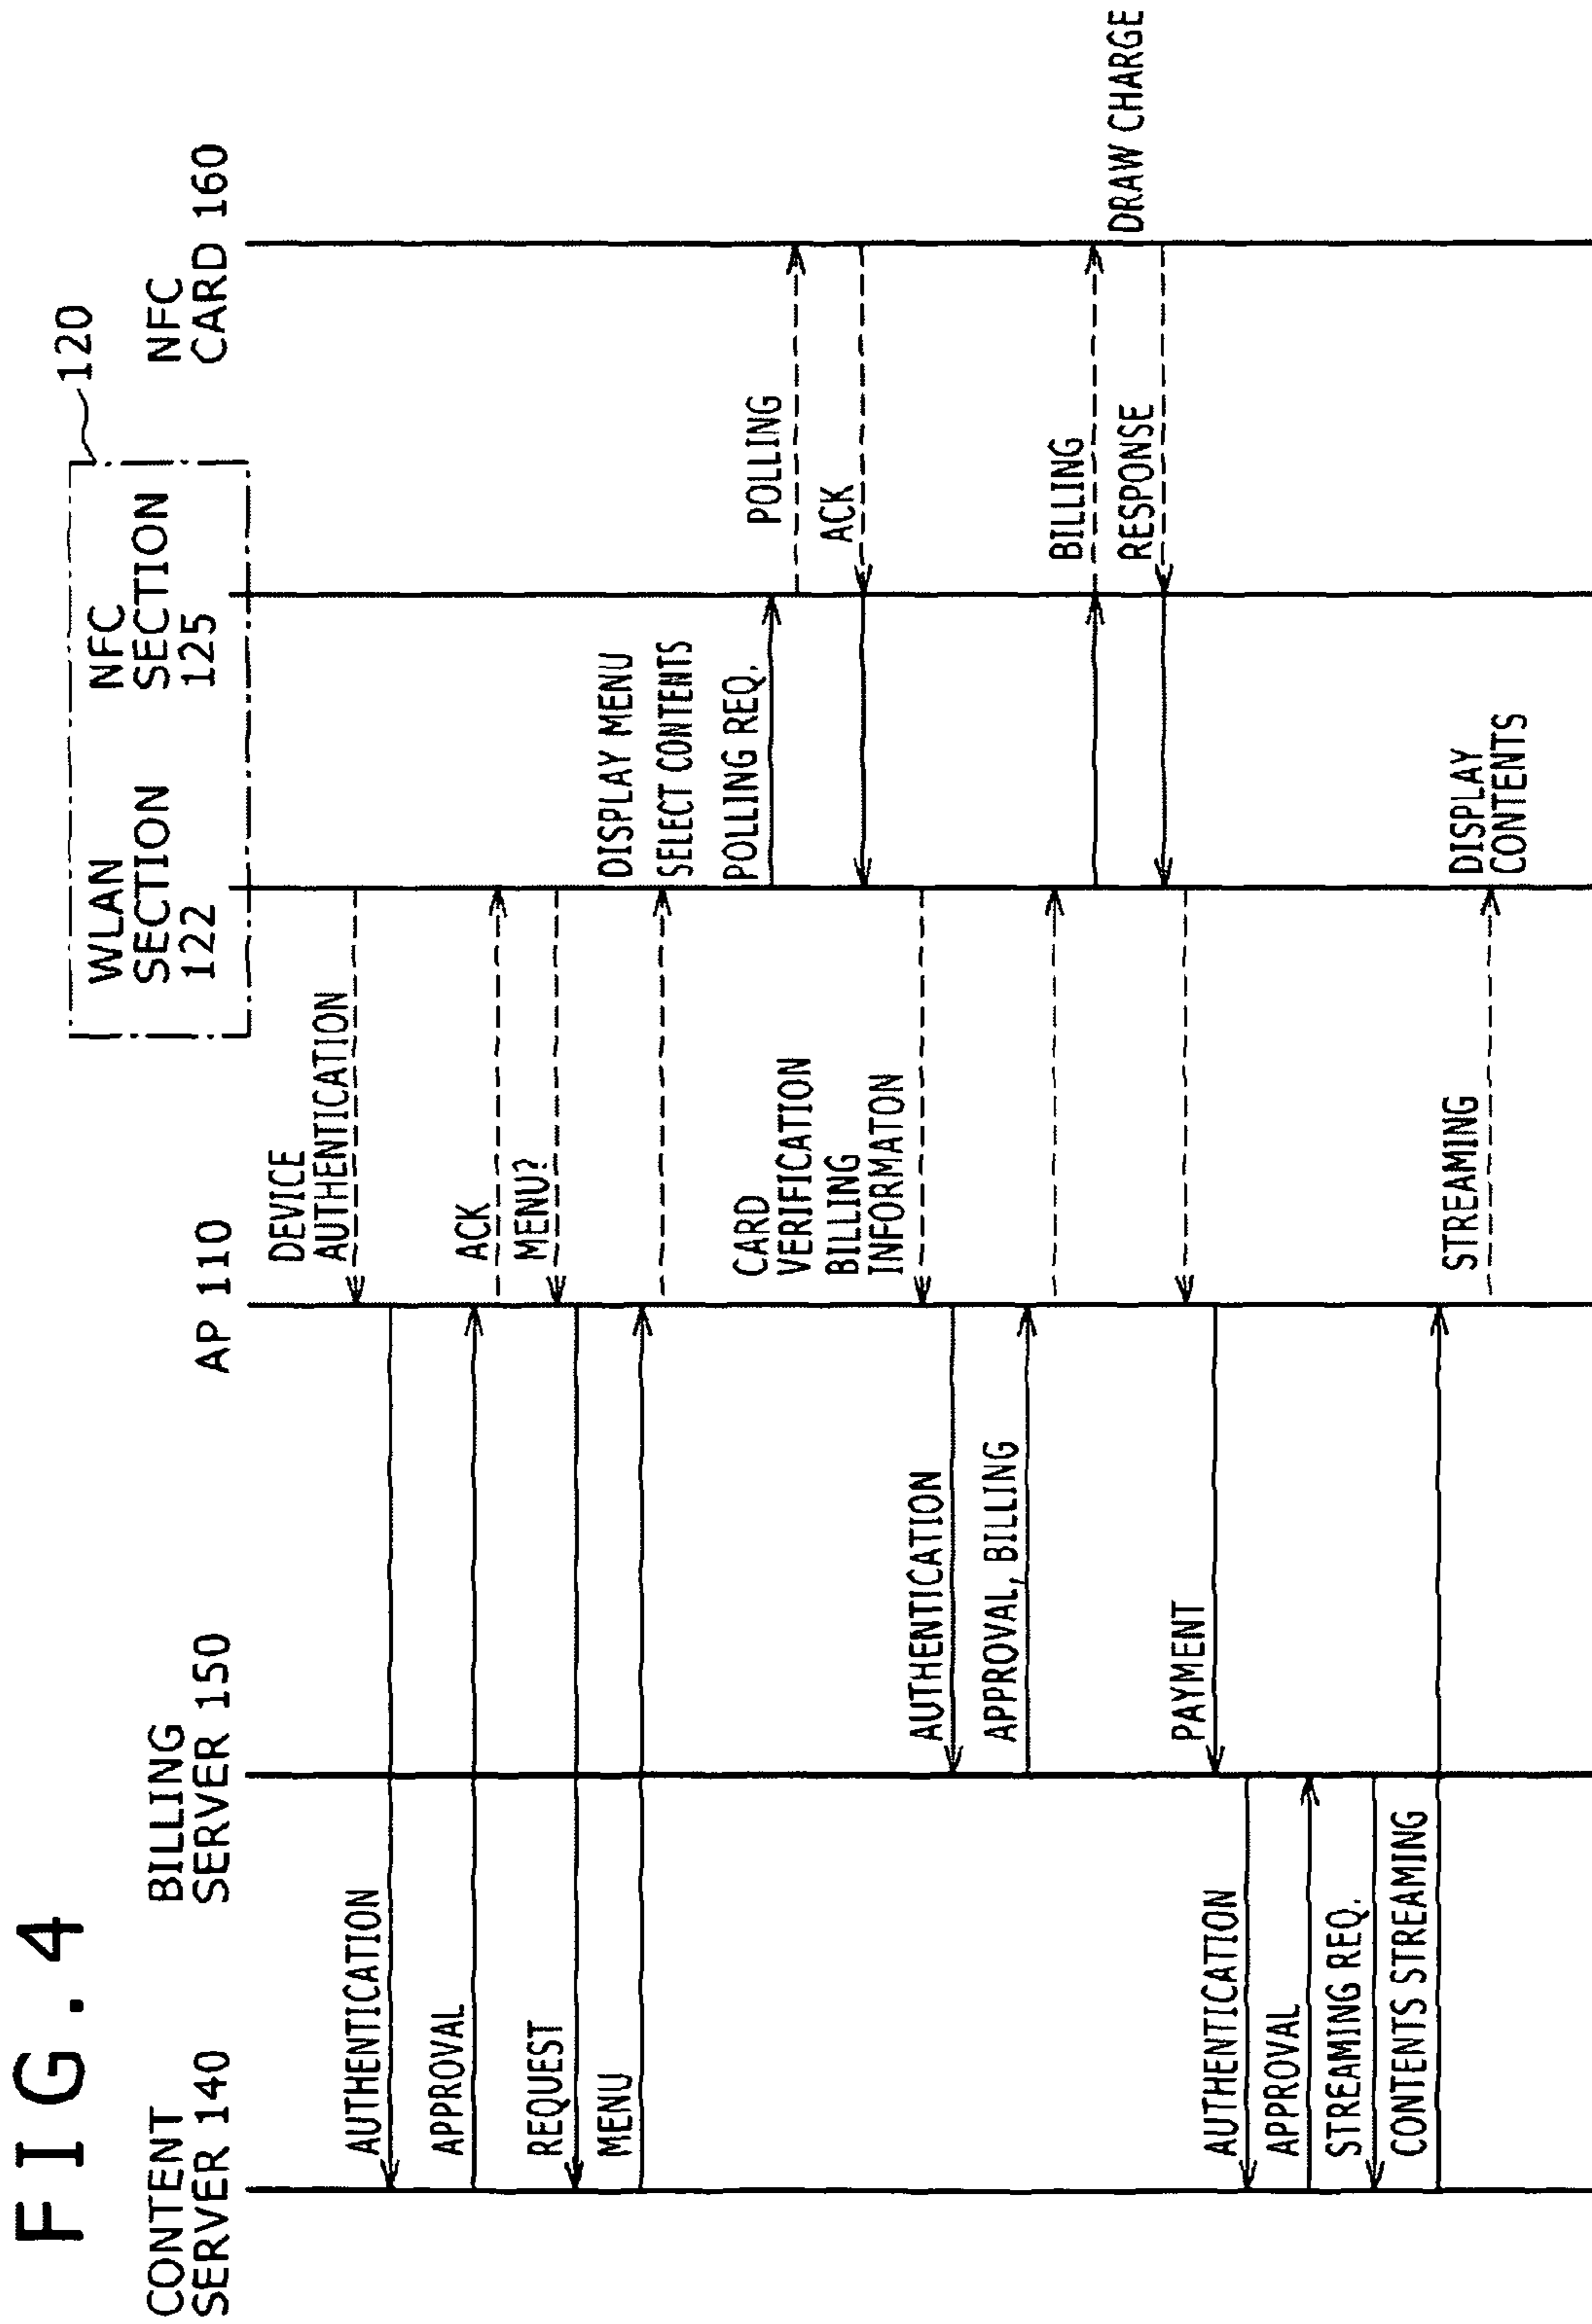 FIG. 4
CONTENT
SERVER 140
BILLING
SERVER 150
AP 110
WLAN
SECTION
122
NFC
SECTION
125
120
NFC
CARD 160
DEVICE
AUTHENTICATION
AUTHENTICATION
APPROVAL
ACK
MENU?
REQUEST
MENU
DISPLAY MENU
SELECT CONTENTS
POLLING REQ.
POLLING
ACK
CARD
VERIFICATION
BILLING
INFORMATON
AUTHENTICATION
APPROVAL, BILLING
BILLING
DRAW CHARGE
RESPONSE
PAYMENT
AUTHENTICATION
APPROVAL
STREAMING REQ.
CONTENTS STREAMING
STREAMING
DISPLAY
CONTENTS